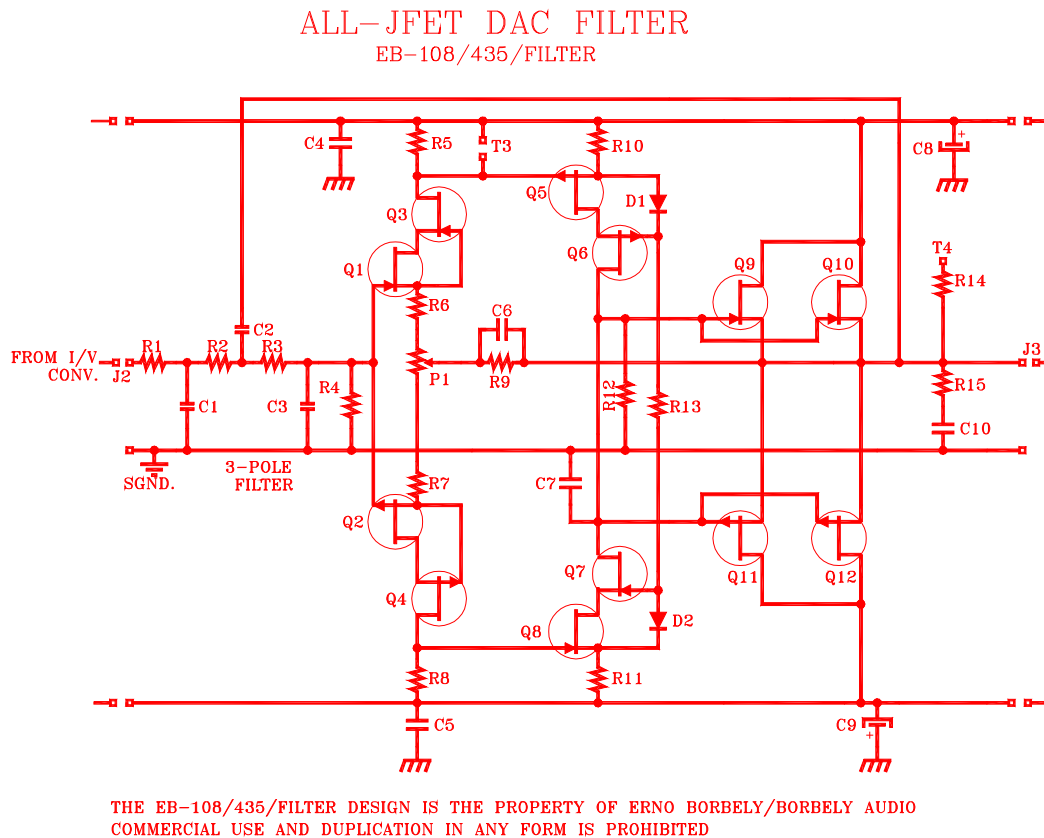 ALL-JFET DAC FILTER
EB-108/435/FILTER
C4
R5
T3
R10
C8
+
Q5
D1
Q3
Q6
Q1
Q9
Q10
T4
R14
R6
C6
C2
FROM I/V
CONV.
J2
R1
R2
R3
P1
R9
J3
R4
R12
R13
R15
C1
C3
C10
SGND.
3-POLE
FILTER
R7
C7
Q2
Q7
Q11
Q12
Q4
Q8
D2
R8
R11
C5
C9
+
THE EB-108/435/FILTER DESIGN IS THE PROPERTY OF ERNO BORBELY/BORBELY AUDIO
COMMERCIAL USE AND DUPLICATION IN ANY FORM IS PROHIBITED